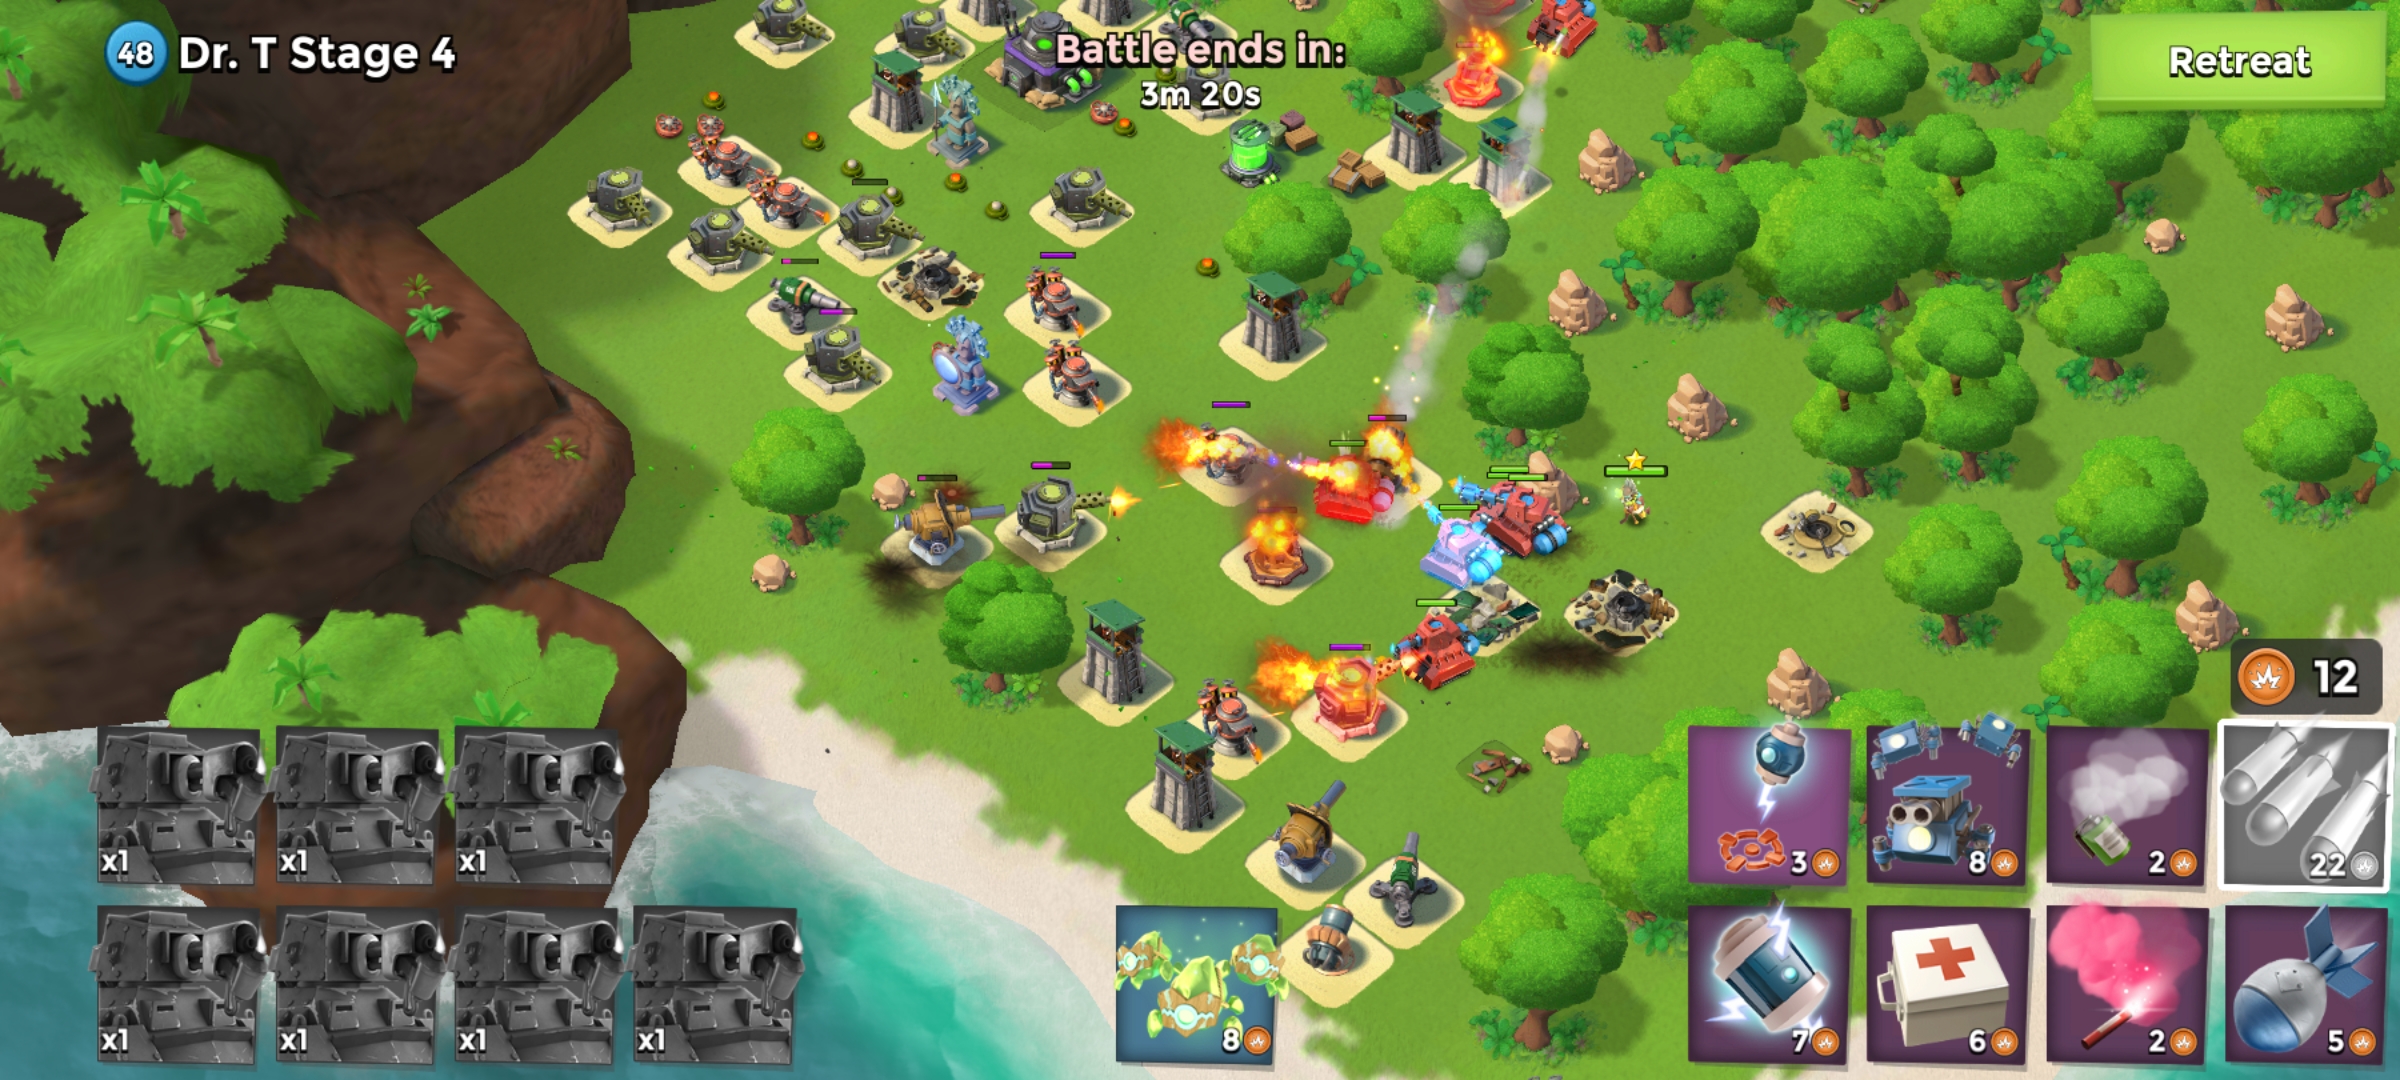 48 Dr. T Stage 4
Battle ends in:
3m 20s
Retreat
12
3
8
2
22
7
6
2
5
8
x1
x1
x1
x1
x1
x1
x1